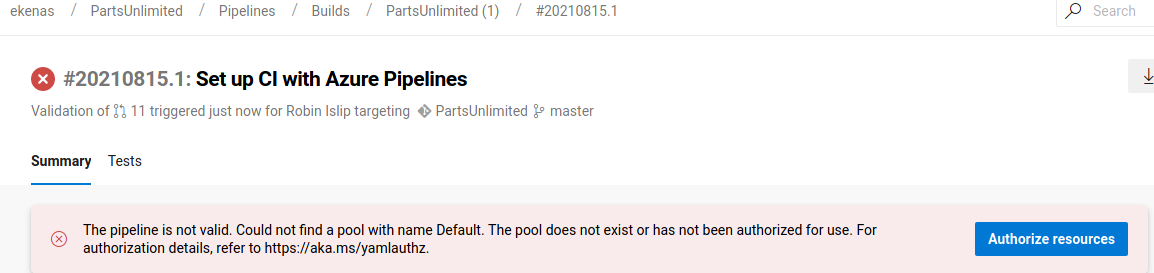 ekenas / PartsUnlimited / Pipelines / Builds / PartsUnlimited (1) / #20210815.1
Search
#20210815.1: Set up CI with Azure Pipelines
Validation of 11 triggered just now for Robin Islip targeting PartsUnlimited master
Summary Tests
The pipeline is not valid. Could not find a pool with name Default. The pool does not exist or has not been authorized for use. For
authorization details, refer to https://aka.ms/yamlauthz.
Authorize resources